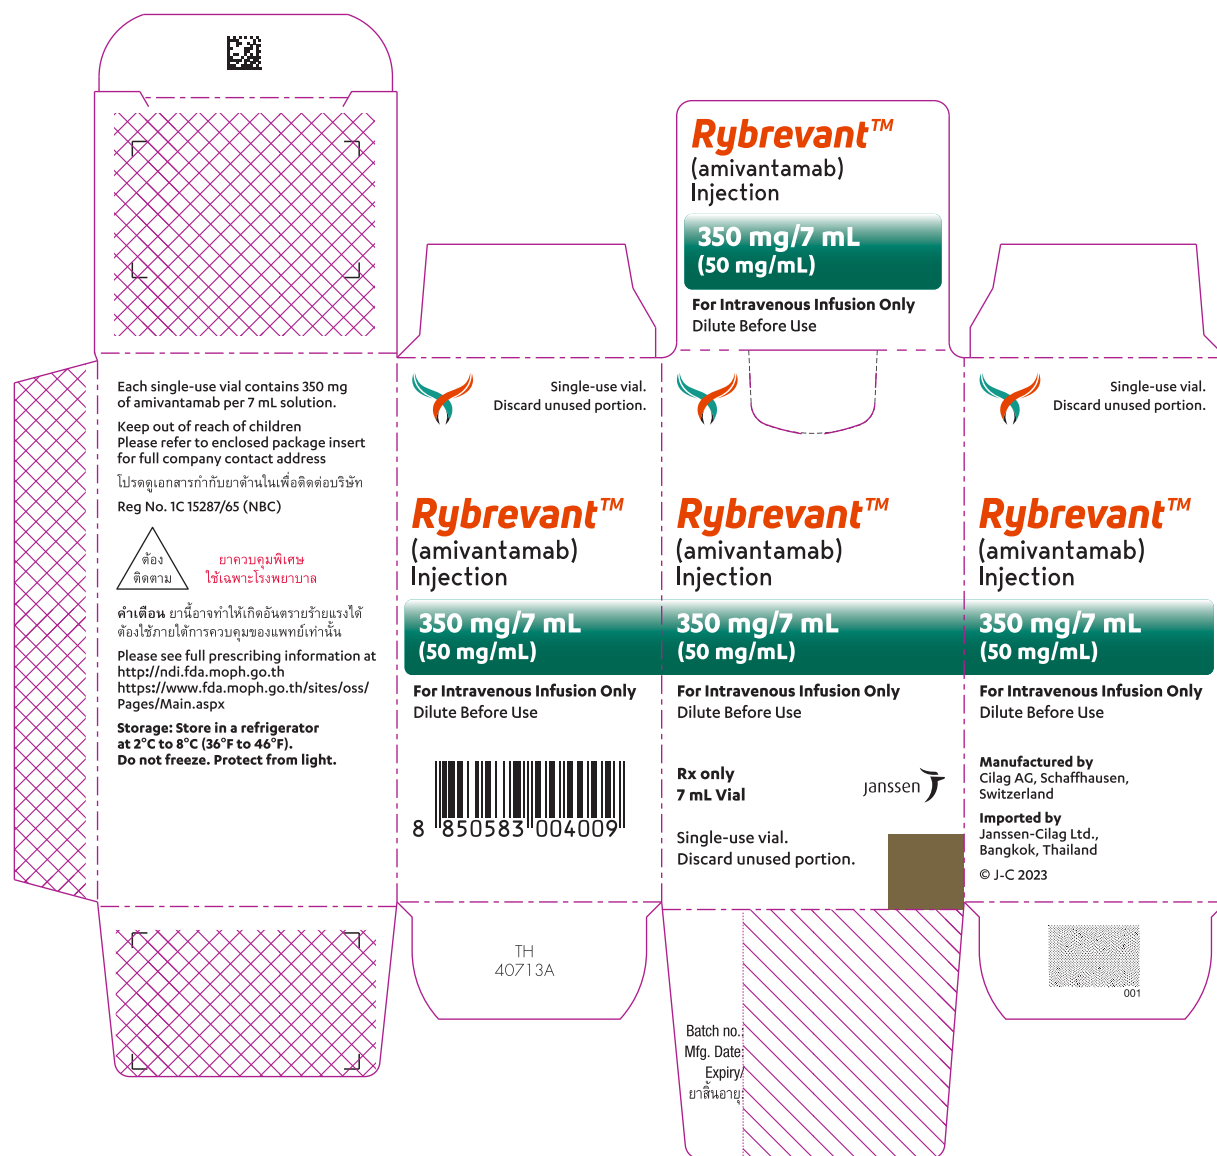 Rybrevant™
(amivantamab)
Injection
350 mg/7 mL
(50 mg/mL)
For Intravenous Infusion Only
Dilute Before Use
Each single-use vial contains 350 mg
of amivantamab per 7 mL solution.
Keep out of reach of children
Please refer to enclosed package insert
for full company contact address
โปรดดูเอกสารกำกับยาด้านในเพื่อติดต่อบริษัท
Reg No. 1C 15287/65 (NBC)
ต้อง
ติดตาม
ยาควบคุมพิเศษ
ใช้เฉพาะโรงพยาบาล
คำเตือน ยานี้อาจทำให้เกิดอันตรายร้ายแรงได้
ต้องใช้ภายใต้การควบคุมของแพทย์เท่านั้น
Please see full prescribing information at
http://ndi.fda.moph.go.th
https://www.fda.moph.go.th/sites/oss/
Pages/Main.aspx
Storage: Store in a refrigerator
at 2°C to 8°C (36°F to 46°F).
Do not freeze. Protect from light.
Single-use vial.
Discard unused portion.
Rybrevant™
(amivantamab)
Injection
350 mg/7 mL
(50 mg/mL)
For Intravenous Infusion Only
Dilute Before Use
8 850583 004009
TH
40713A
Rybrevant™
(amivantamab)
Injection
350 mg/7 mL
(50 mg/mL)
For Intravenous Infusion Only
Dilute Before Use
Rx only
7 mL Vial
janssen
Single-use vial.
Discard unused portion.
Batch no.:
Mfg. Date:
Expiry/
ยาสิ้นอายุ:
Single-use vial.
Discard unused portion.
Rybrevant™
(amivantamab)
Injection
350 mg/7 mL
(50 mg/mL)
For Intravenous Infusion Only
Dilute Before Use
Manufactured by
Cilag AG, Schaffhausen,
Switzerland
Imported by
Janssen-Cilag Ltd.,
Bangkok, Thailand
© J-C 2023
001